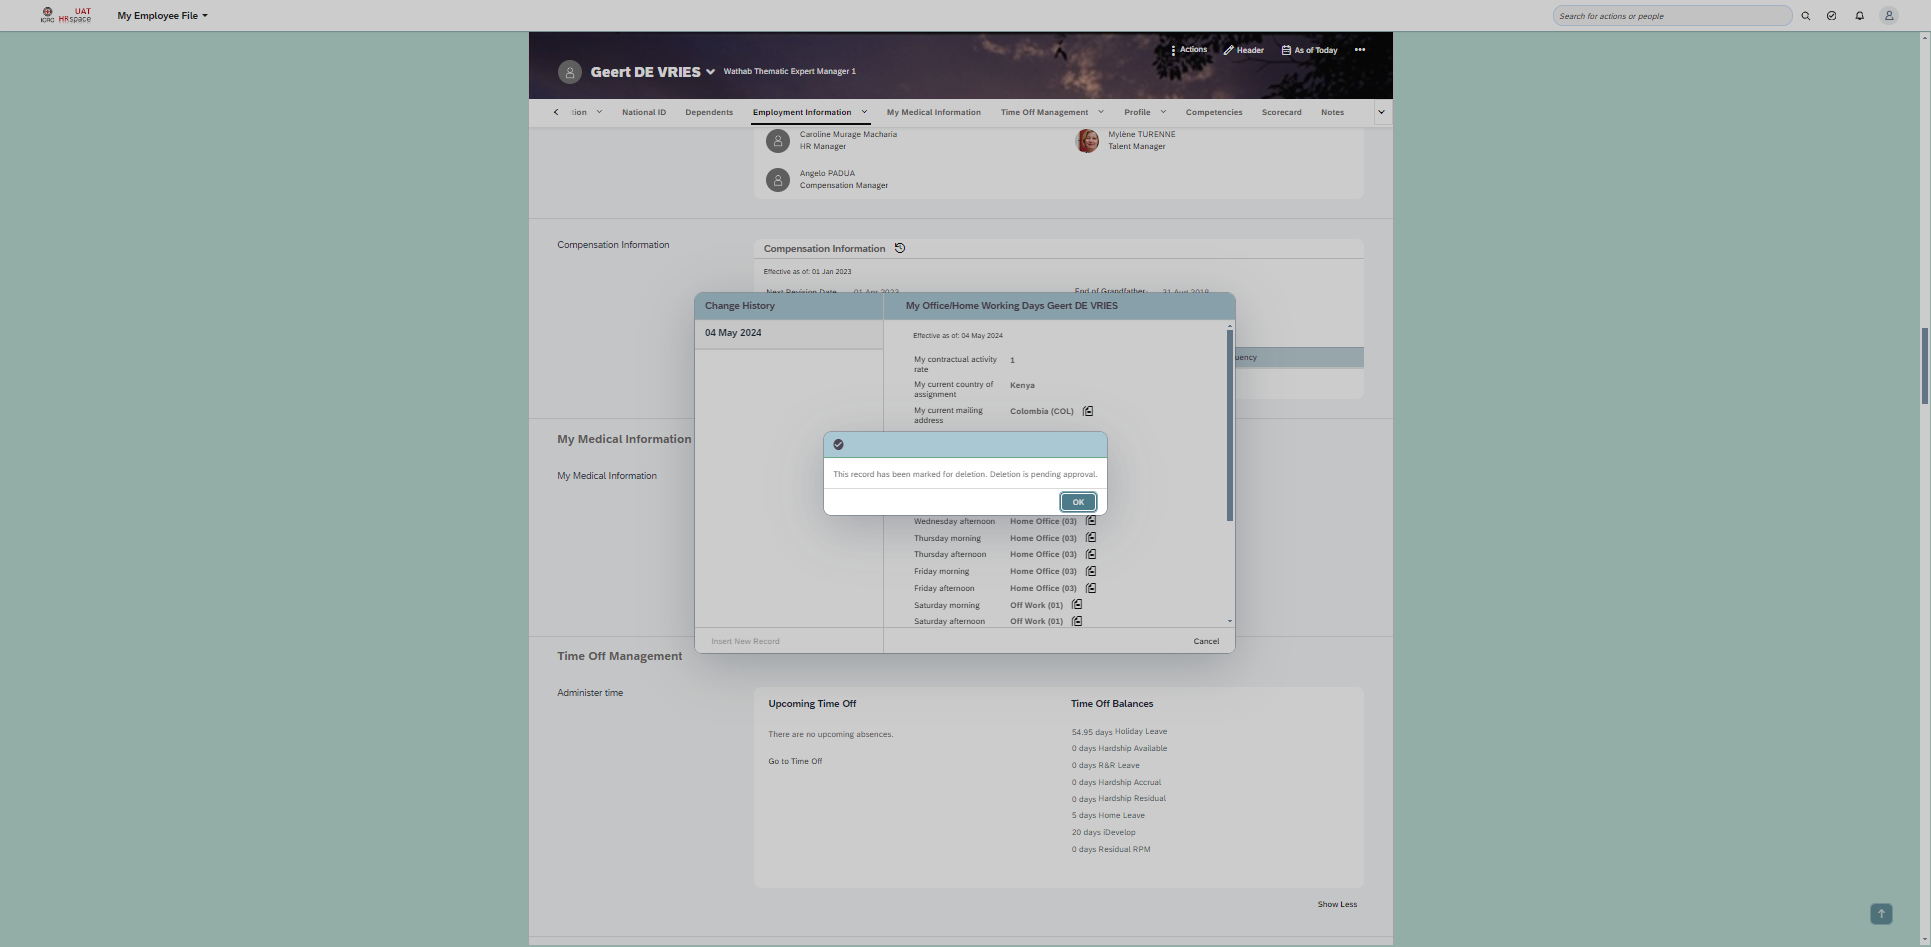 ICRC
UAT
HRspace
My Employee File
Search for actions or people
Actions
Header
As of Today
Geert DE VRIES
Wathab Thematic Expert Manager 1
tion
National ID
Dependents
Employment Information
My Medical Information
Time Off Management
Profile
Competencies
Scorecard
Notes
Caroline Murage Macharia
HR Manager
Mylène TURENNE
Talent Manager
Angelo PADUA
Compensation Manager
Compensation Information
Compensation Information
Effective as of: 01 Jan 2023
Next Revision Date
01 Apr 2023
End of Grandfather-
31 Aug 2018
uency
Change History
04 May 2024
Insert New Record
My Office/Home Working Days Geert DE VRIES
Effective as of: 04 May 2024
My contractual activity
rate
1
My current country of
assignment
Kenya
My current mailing
address
Colombia (COL)
This record has been marked for deletion. Deletion is pending approval.
OK
Wednesday afternoon
Home Office (03)
Thursday morning
Home Office (03)
Thursday afternoon
Home Office (03)
Friday morning
Home Office (03)
Friday afternoon
Home Office (03)
Saturday morning
Off Work (01)
Saturday afternoon
Off Work (01)
Cancel
My Medical Information
My Medical Information
Time Off Management
Administer time
Upcoming Time Off
There are no upcoming absences.
Go to Time Off
Time Off Balances
54.95 days Holiday Leave
0 days Hardship Available
0 days R&R Leave
0 days Hardship Accrual
0 days Hardship Residual
5 days Home Leave
20 days iDevelop
0 days Residual RPM
Show Less